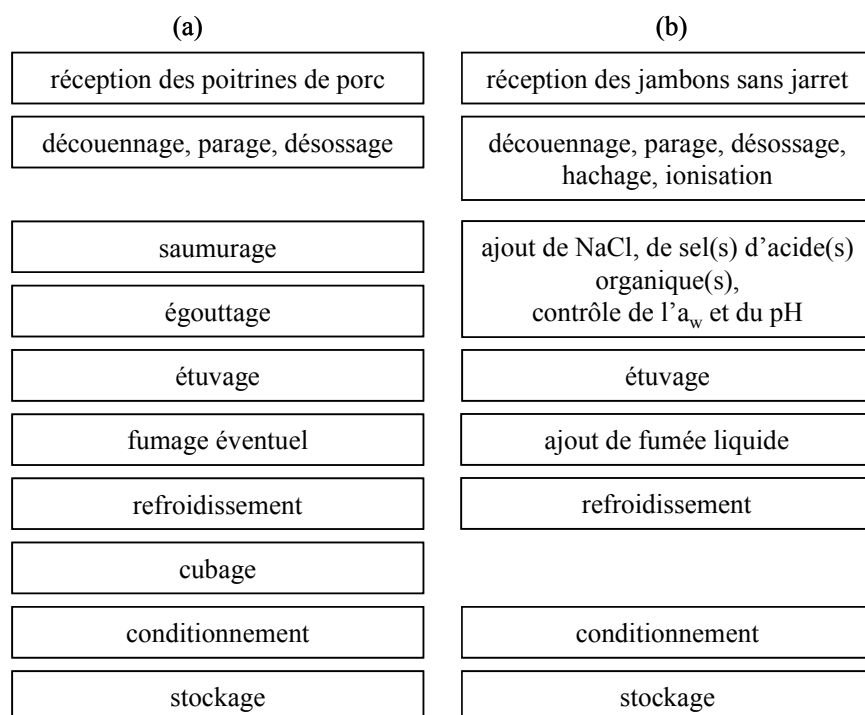 (a)
réception des poitrines de porc
découennage, parage, désossage
saumurage
égouttage
étuvage
fumage éventuel
refroidissement
cubage
conditionnement
stockage
(b)
réception des jambons sans jarret
découennage, parage, désossage,
hachage, ionisation
ajout de NaCl, de sel(s) d’acide(s)
organique(s),
contrôle de l’aw et du pH
étuvage
ajout de fumée liquide
refroidissement
conditionnement
stockage